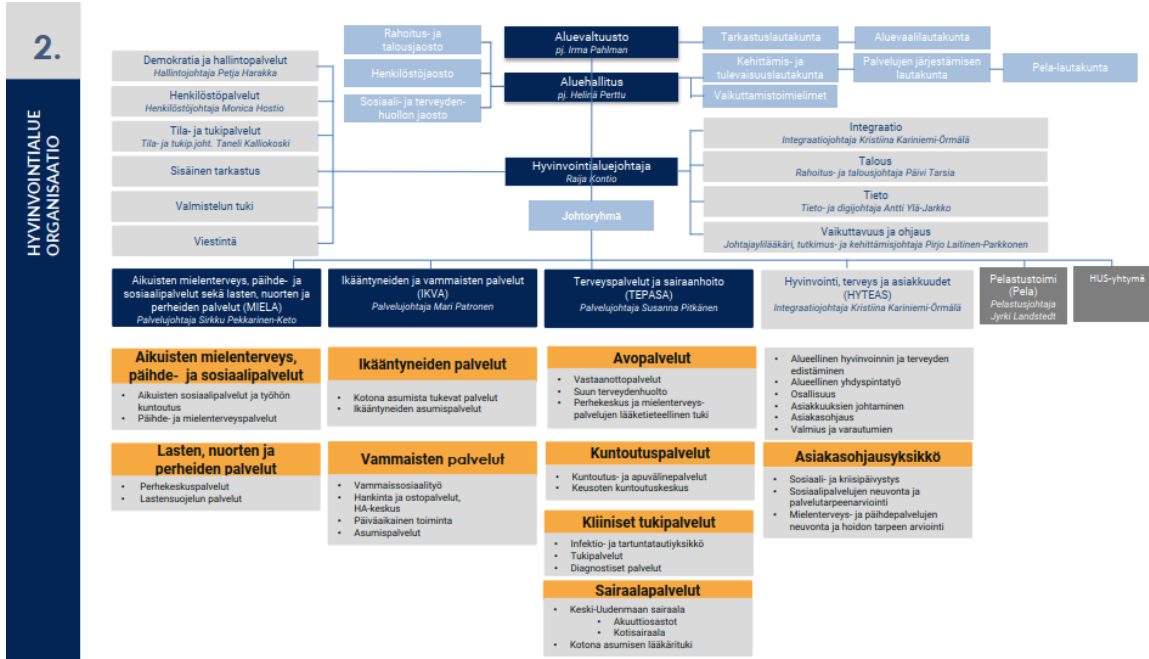 2.
HYVINVOINTIALUE
ORGANISAATIO
Demokratia ja hallintopalvelut
Hallintojohtaja Petja Harakka
Henkilöstöpalvelut
Henkilöstöjohtaja Monica Hostio
Tila- ja tukipalvelut
Tila- ja tukip.joht. Taneli Kalliokoski
Sisäinen tarkastus
Valmistelun tuki
Viestintä
Rahoitus- ja
talousjaosto
Henkilöstöjaosto
Sosiaali- ja terveyden-
huollon jaosto
Aluevaltuusto
pj. Irma Pahlman
Aluehallitus
pj. Helinä Perttu
Hyvinvointialuejohtaja
Raija Kontio
Johtoryhmä
Tarkastuslautakunta
Aluevaalilautakunta
Kehittämis- ja
tulevaisuuslautakunta
Palvelujen järjestämisen
lautakunta
Pela-lautakunta
Vaikuttamistoimielimet
Integraatio
Integraatiojohtaja Kristiina Kariniemi-Örmälä
Talous
Rahoitus- ja talousjohtaja Päivi Tarsia
Tieto
Tieto- ja digijohtaja Antti Ylä-Jarkko
Vaikuttavuus ja ohjaus
Johtajaylilääkäri, tutkimus- ja kehittämisjohtaja Pirjo Laitinen-Parkkonen
Aikuisten mielenterveys, päihde- ja
sosiaalipalvelut sekä lasten, nuorten ja
perheiden palvelut (MIELA)
Palvelujohtaja Sirkku Pekkarinen-Keto
Ikääntyneiden ja vammaisten palvelut
(IKVA)
Palvelujohtaja Mari Patronen
Terveyspalvelut ja sairaanhoito
(TEPASA)
Palvelujohtaja Susanna Pitkänen
Hyvinvointi, terveys ja asiakkuudet
(HYTEAS)
Integraatiojohtaja Kristiina Kariniemi-Örmälä
Pelastustoimi
(Pela)
Pelastusjohtaja
Jyrki Landstedt
HUS-yhtymä
Aikuisten mielenterveys,
päihde- ja sosiaalipalvelut
• Aikuisten sosiaalipalvelut ja työhön
kuntoutus
• Päihde- ja mielenterveyspalvelut
Lasten, nuorten ja
perheiden palvelut
• Perhekeskuspalvelut
• Lastensuojelun palvelut
Ikääntyneiden palvelut
• Kotona asumista tukevat palvelut
• Ikääntyneiden asumispalvelut
Vammaisten palvelut
• Vammaissosiaalityö
• Hankinta ja ostopalvelut,
HA-keskus
• Päiväaikainen toiminta
• Asumispalvelut
Avopalvelut
• Vastaanottopalvelut
• Suun terveydenhuolto
• Perhekeskus ja mielenterveys-
palvelujen lääketieteellinen tuki
Kuntoutuspalvelut
• Kuntoutus- ja apuvälinepalvelut
• Keusoten kuntoutuskeskus
Kliiniset tukipalvelut
• Infektio- ja tartuntatautiyksikkö
• Tukipalvelut
• Diagnostiset palvelut
Sairaalapalvelut
• Keski-Uudenmaan sairaala
• Akuuttiosastot
• Kotisairaala
• Kotona asumisen lääkärituki
• Alueellinen hyvinvoinnin ja terveyden
edistäminen
• Alueellinen yhdyspintatyö
• Osallisuus
• Asiakkuuksien johtaminen
• Asiakasohjaus
• Valmius ja varautumien
Asiakasohjausyksikkö
• Sosiaali- ja kriisipäivystys
• Sosiaalipalvelujen neuvonta ja
palvelutarpeenarviointi
• Mielenterveys- ja päihdepalvelujen
neuvonta ja hoidon tarpeen arviointi